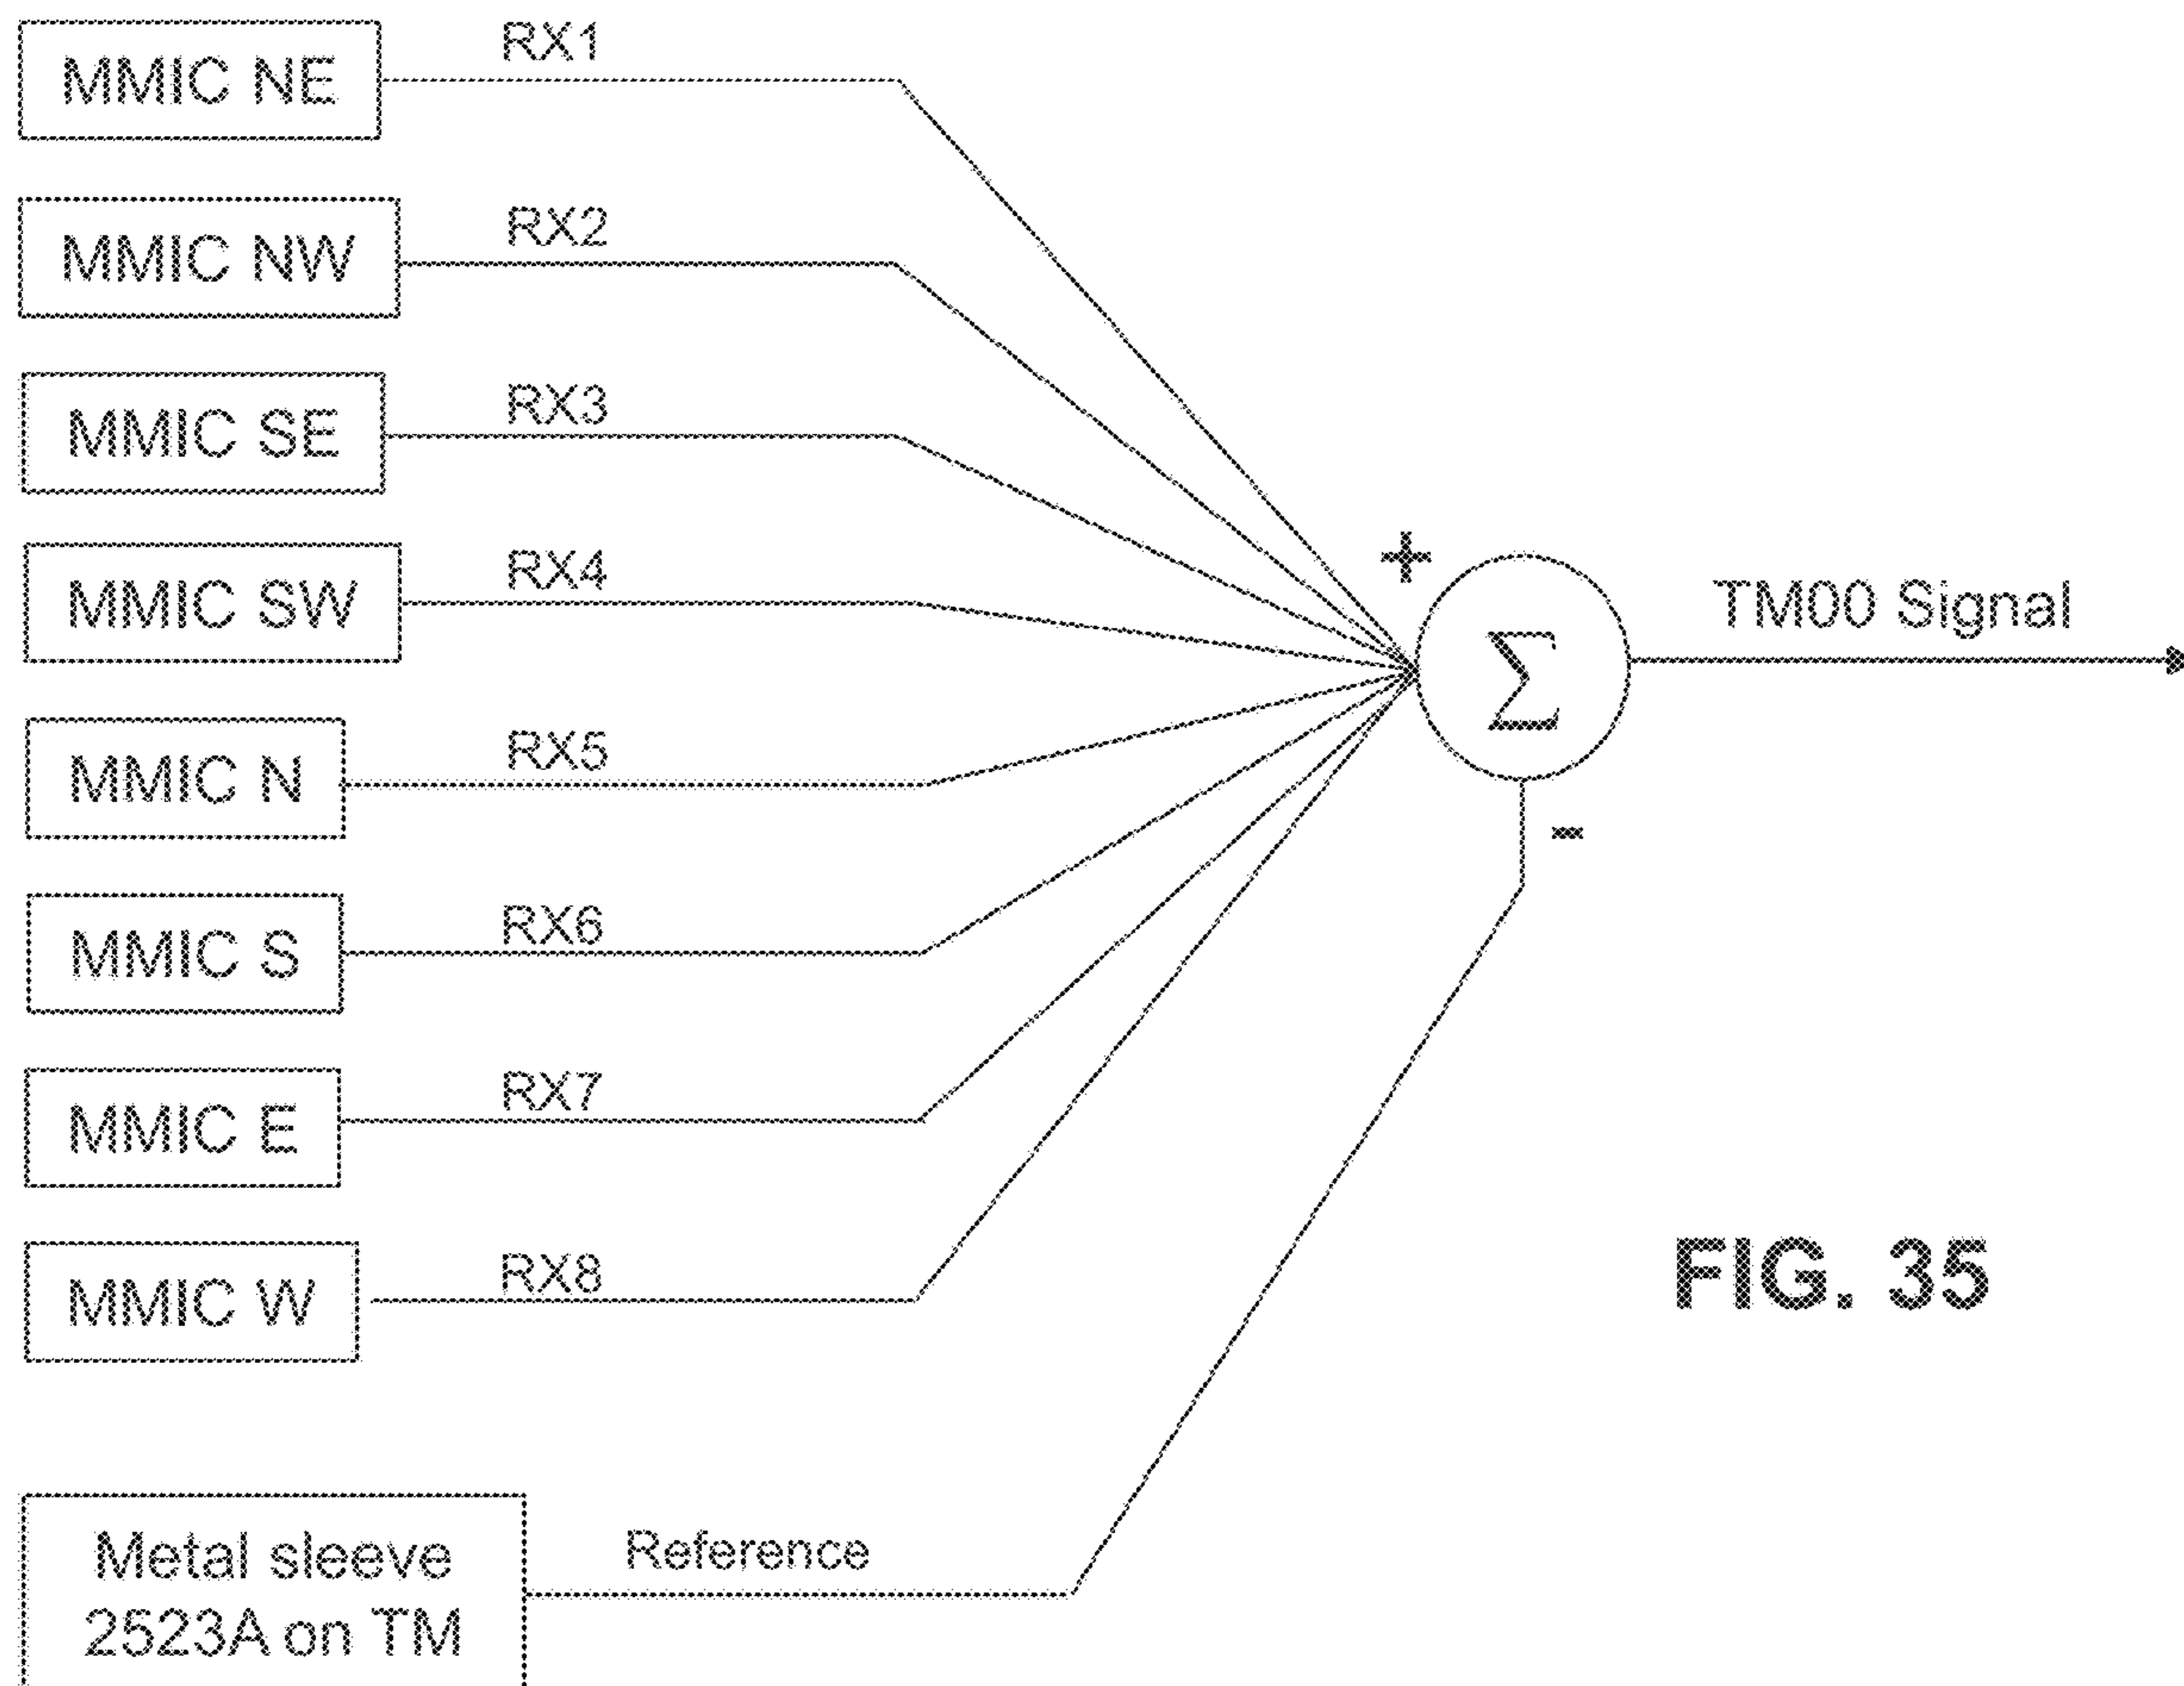 MMIC NE
RX1
MMIC NW
RX2
MMIC SE
RX3
MMIC SW
RX4
+
Σ
TM00 Signal
MMIC N
RX5
-
MMIC S
RX6
MMIC E
RX7
MMIC W
RX8
FIG. 35
Metal sleeve
2523A on TM
Reference